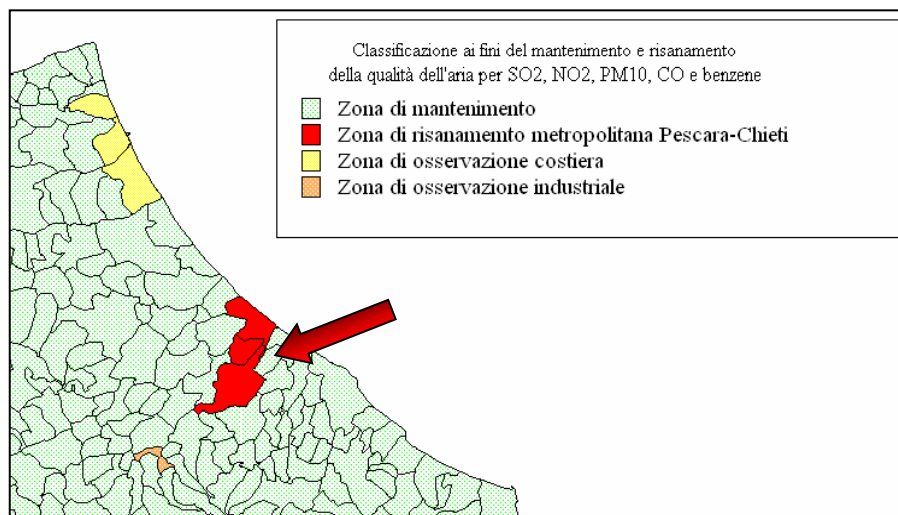 Classificazione ai fini del mantenimento e risanamento
della qualità dell'aria per SO2, NO2, PM10, CO e benzene
Zona di mantenimento
Zona di risanamemto metropolitana Pescara-Chieti
Zona di osservazione costiera
Zona di osservazione industriale